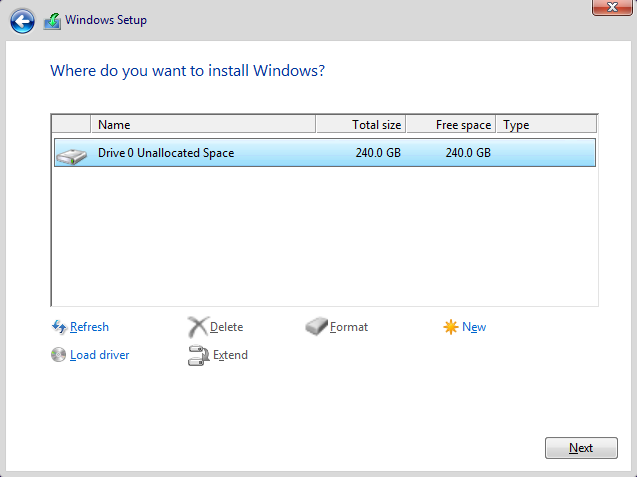 Windows Setup
Where do you want to install Windows?
Name Total size Free space Type
Drive 0 Unallocated Space 240.0 GB 240.0 GB
Refresh Delete Format New
Load driver Extend
Next